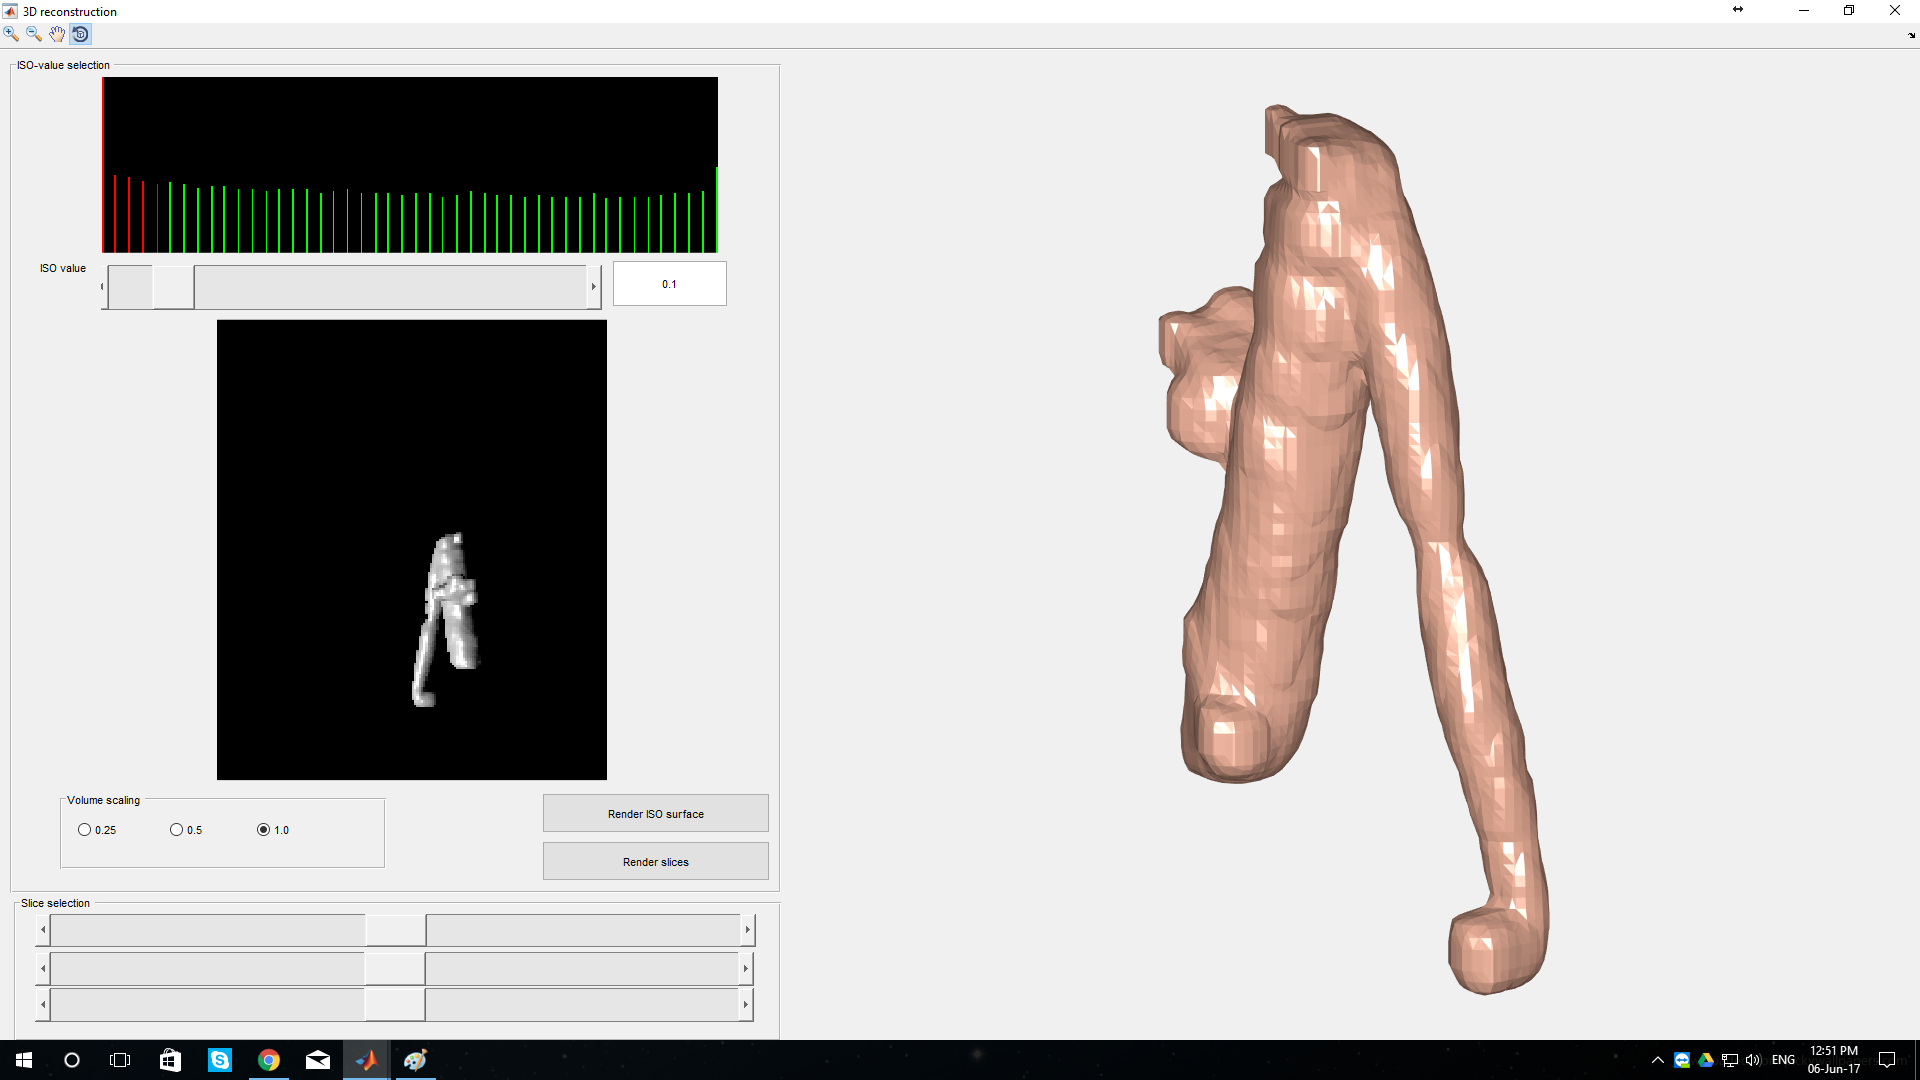 3D reconstruction
ISO-value selection
ISO value
0.1
Volume scaling
0.25
0.5
1.0
Render ISO surface
Render slices
Slice selection
ENG
12:51 PM
06-Jun-17